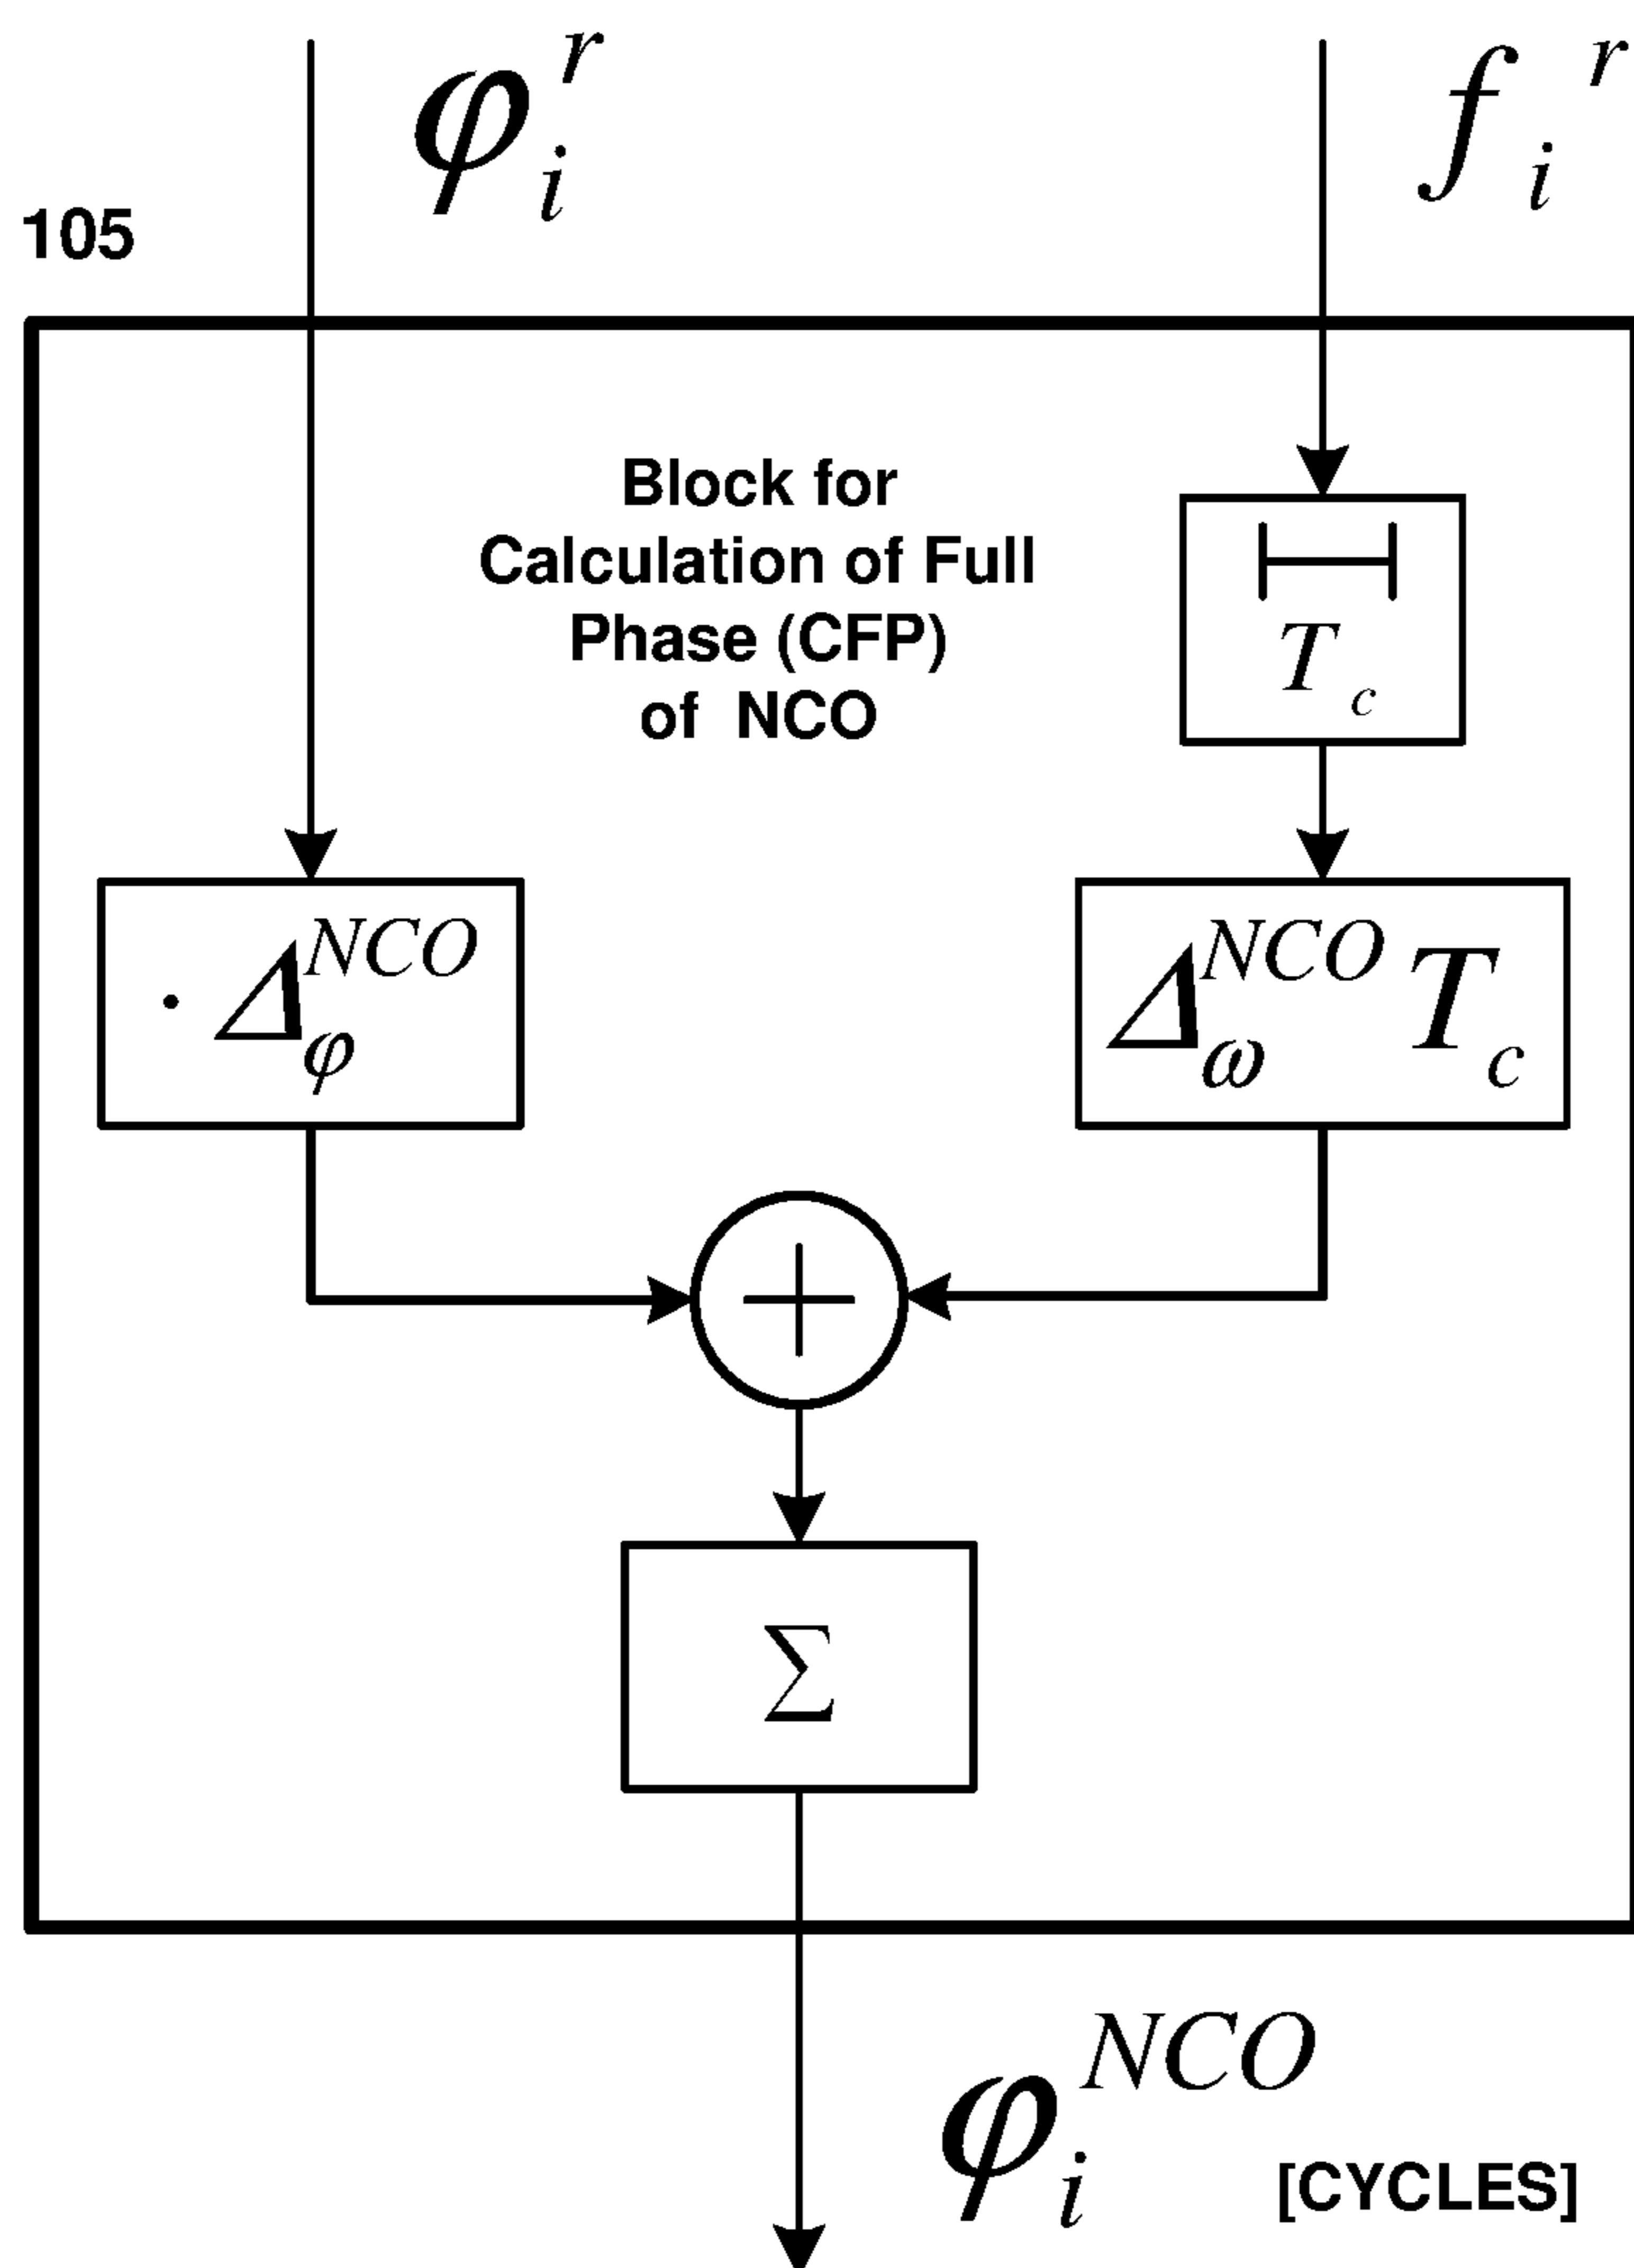 φ_i^r
f_i^r
105
Block for
Calculation of Full
Phase (CFP)
of NCO
T_c
· Δ_φ^NCO
Δ_ω^NCO T_c
+
Σ
φ_i^NCO
[CYCLES]